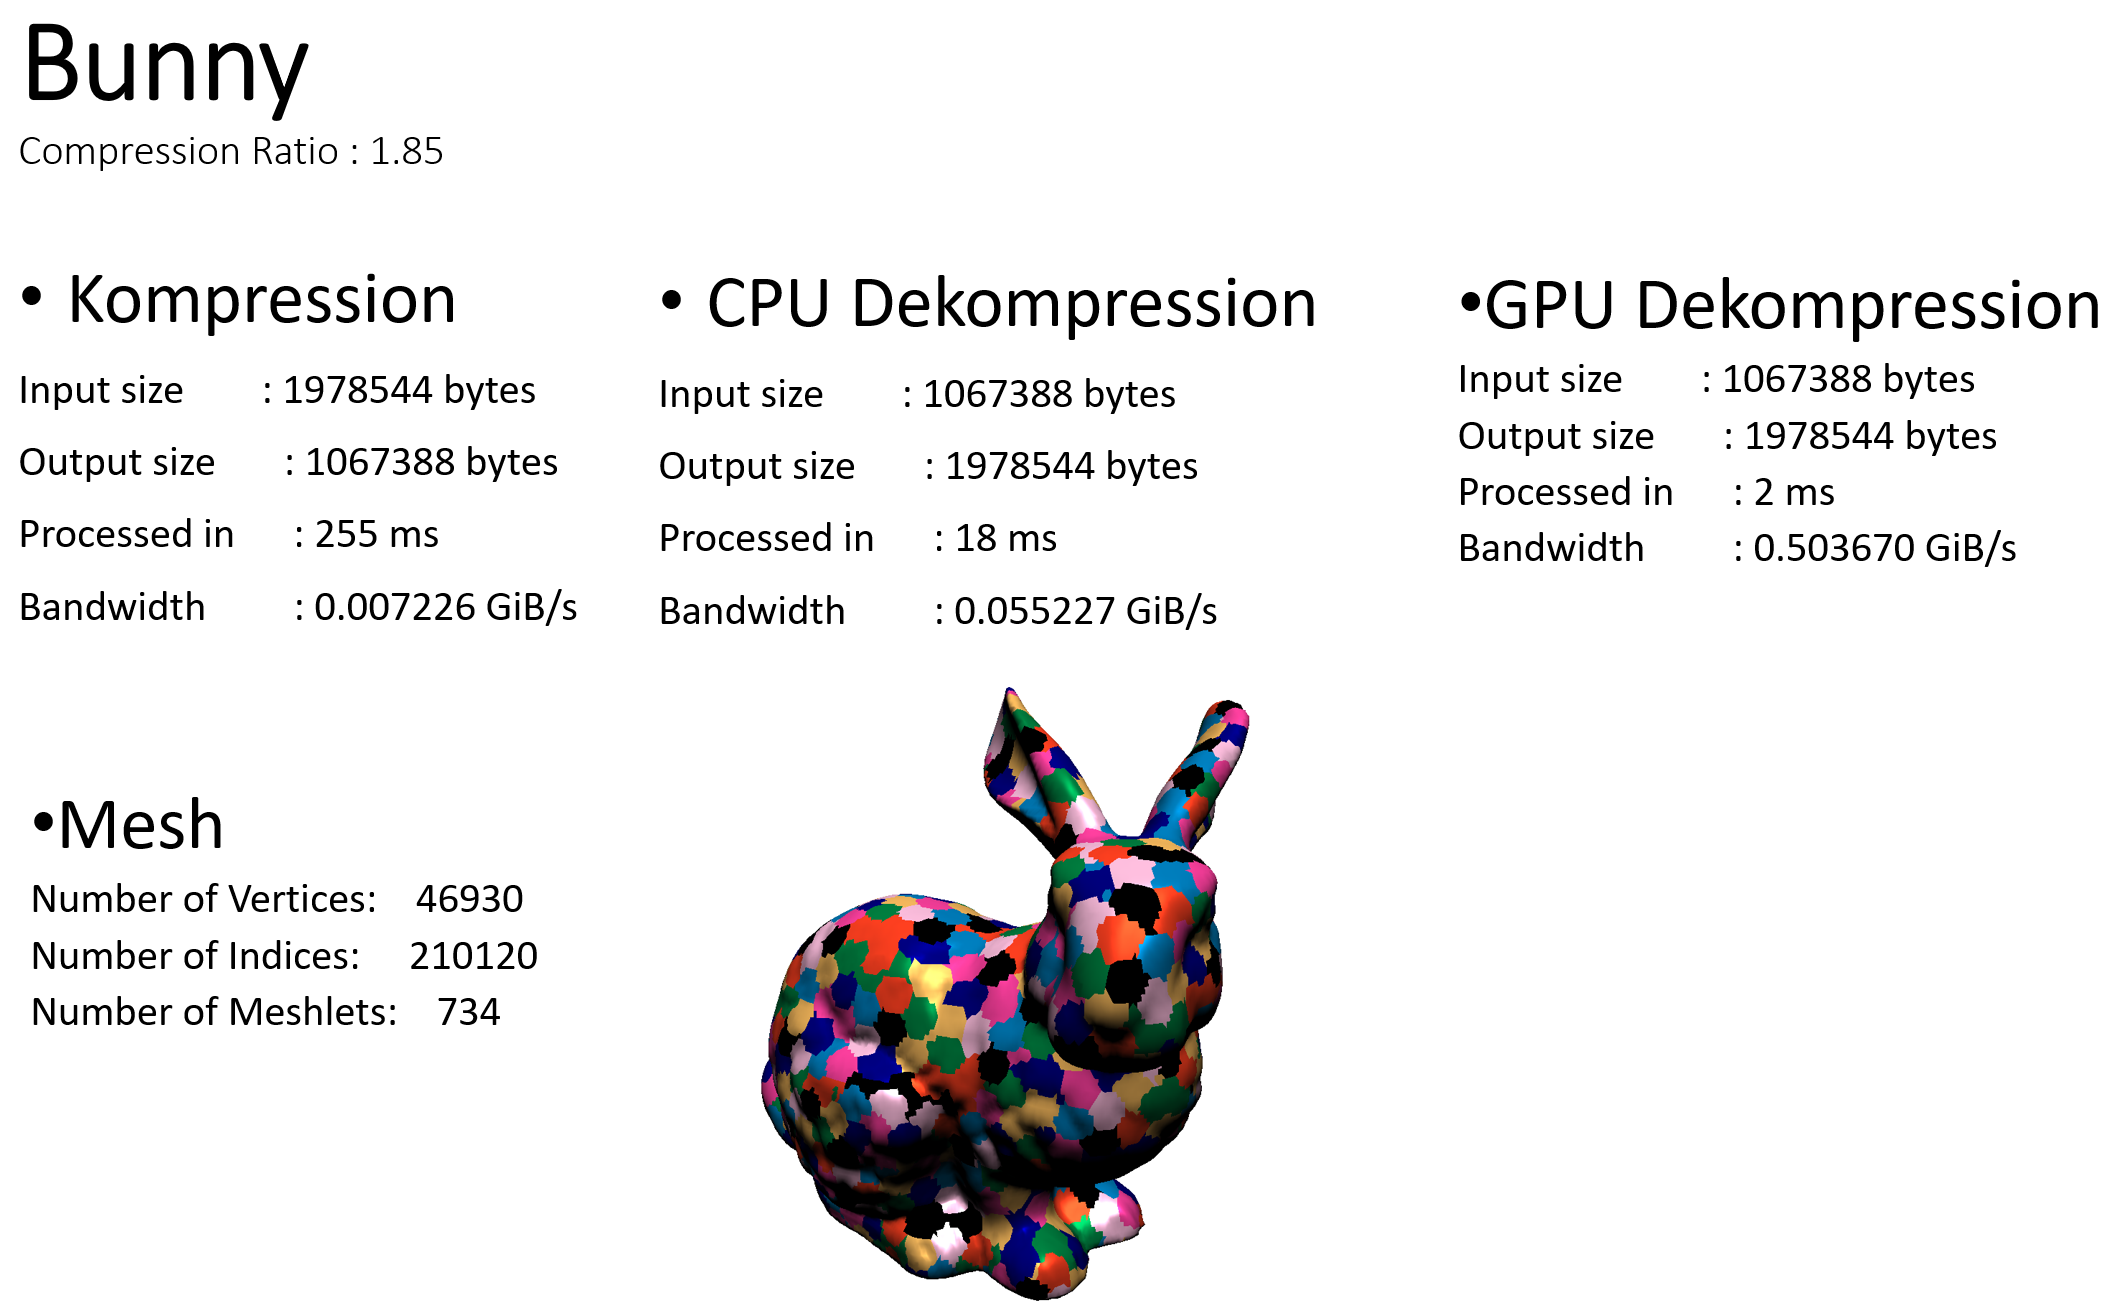 Bunny
Compression Ratio : 1.85
• Kompression
Input size : 1978544 bytes
Output size : 1067388 bytes
Processed in : 255 ms
Bandwidth : 0.007226 GiB/s
• CPU Dekompression
Input size : 1067388 bytes
Output size : 1978544 bytes
Processed in : 18 ms
Bandwidth : 0.055227 GiB/s
•GPU Dekompression
Input size : 1067388 bytes
Output size : 1978544 bytes
Processed in : 2 ms
Bandwidth : 0.503670 GiB/s
•Mesh
Number of Vertices: 46930
Number of Indices: 210120
Number of Meshlets: 734